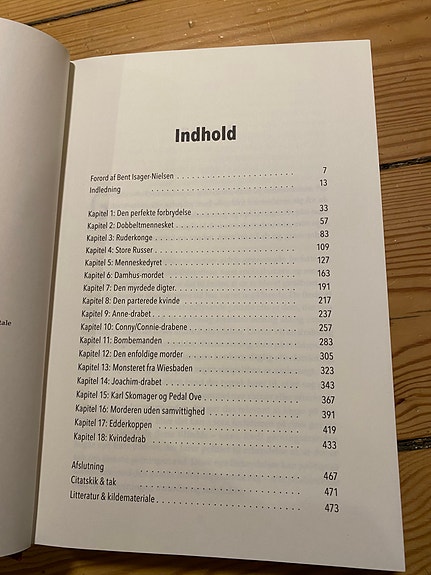 tale
Indhold
Forord af Bent Isager-Nielsen 7
Indledning 13
Kapitel 1: Den perfekte forbrydelse 33
Kapitel 2: Dobbeltmennesket 57
Kapitel 3: Ruderkonge 83
Kapitel 4: Store Russer 109
Kapitel 5: Menneskedyret 127
Kapitel 6: Damhus-mordet 163
Kapitel 7: Den myrdede digter. 191
Kapitel 8: Den parterede kvinde 217
Kapitel 9: Anne-drabet 237
Kapitel 10: Conny/Connie-drabene 257
Kapitel 11: Bombemanden 283
Kapitel 12: Den enfoldige morder 305
Kapitel 13: Monsteret fra Wiesbaden 323
Kapitel 14: Joachim-drabet 343
Kapitel 15: Karl Skomager og Pedal Ove 367
Kapitel 16: Morderen uden samvittighed 391
Kapitel 17: Edderkoppen 419
Kapitel 18: Kvindedrab 433
Afslutning 467
Citatskik & tak 471
Litteratur & kildemateriale 473